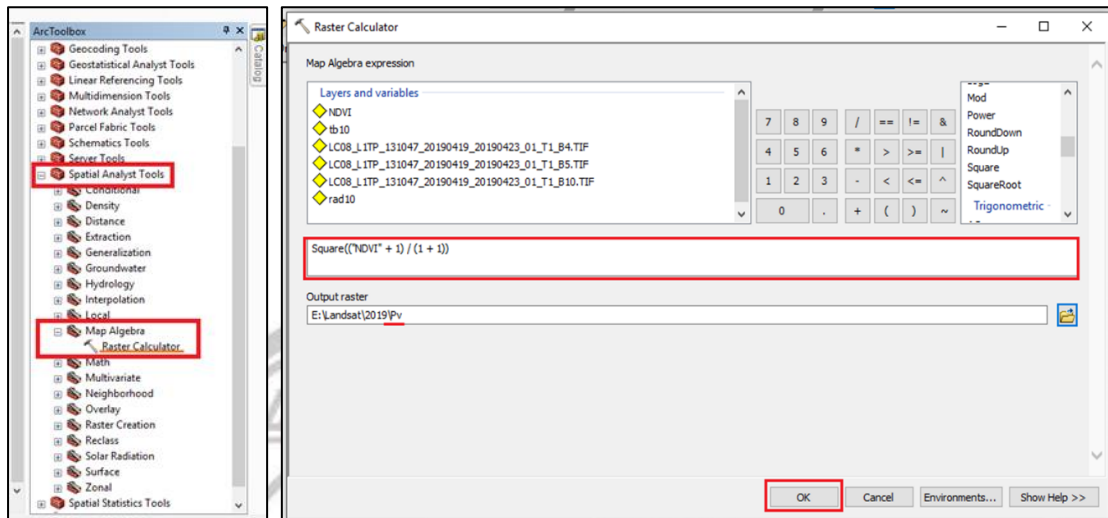 ArcToolbox
Geocoding Tools
Geostatistical Analyst Tools
Linear Referencing Tools
Multidimension Tools
Network Analyst Tools
Parcel Fabric Tools
Schematics Tools
Server Tools
Spatial Analyst Tools
Conditional
Density
Distance
Extraction
Generalization
Groundwater
Hydrology
Interpolation
Local
Map Algebra
Raster Calculator
Math
Multivariate
Neighborhood
Overlay
Raster Creation
Reclass
Solar Radiation
Surface
Zonal
Spatial Statistics Tools
Catalog
Raster Calculator
Map Algebra expression
Layers and variables
NDVI
tb10
LC08_L1TP_131047_20190419_20190423_01_T1_B4.TIF
LC08_L1TP_131047_20190419_20190423_01_T1_B5.TIF
LC08_L1TP_131047_20190419_20190423_01_T1_B10.TIF
rad10
7 8 9 / == != &
4 5 6 * > >= |
1 2 3 - < <= ^
0 . + ( ) ~
Mod
Power
RoundDown
RoundUp
Square
SquareRoot
Trigonometric
Square(("NDVI" + 1) / (1 + 1))
Output raster
E:\Landsat\2019\Pv
OK Cancel Environments... Show Help >>